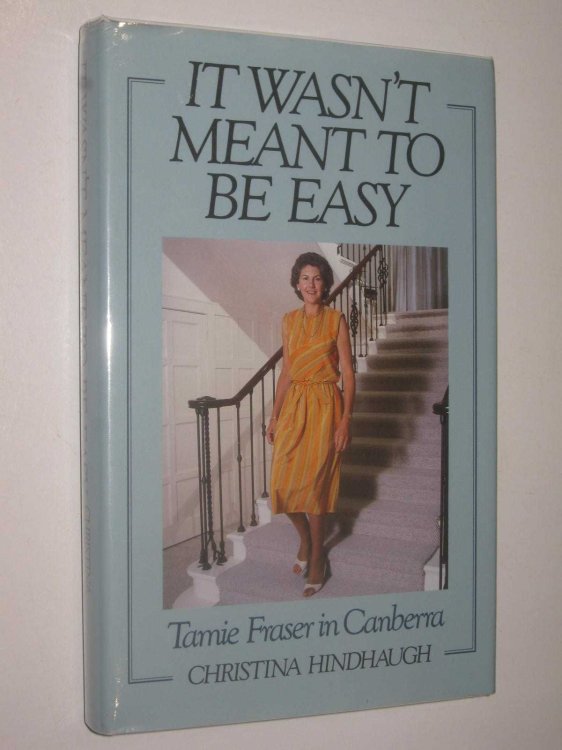 IT WASN'T
MEANT TO
BE EASY
Tamie Fraser in Canberra
CHRISTINA HINDHAUGH